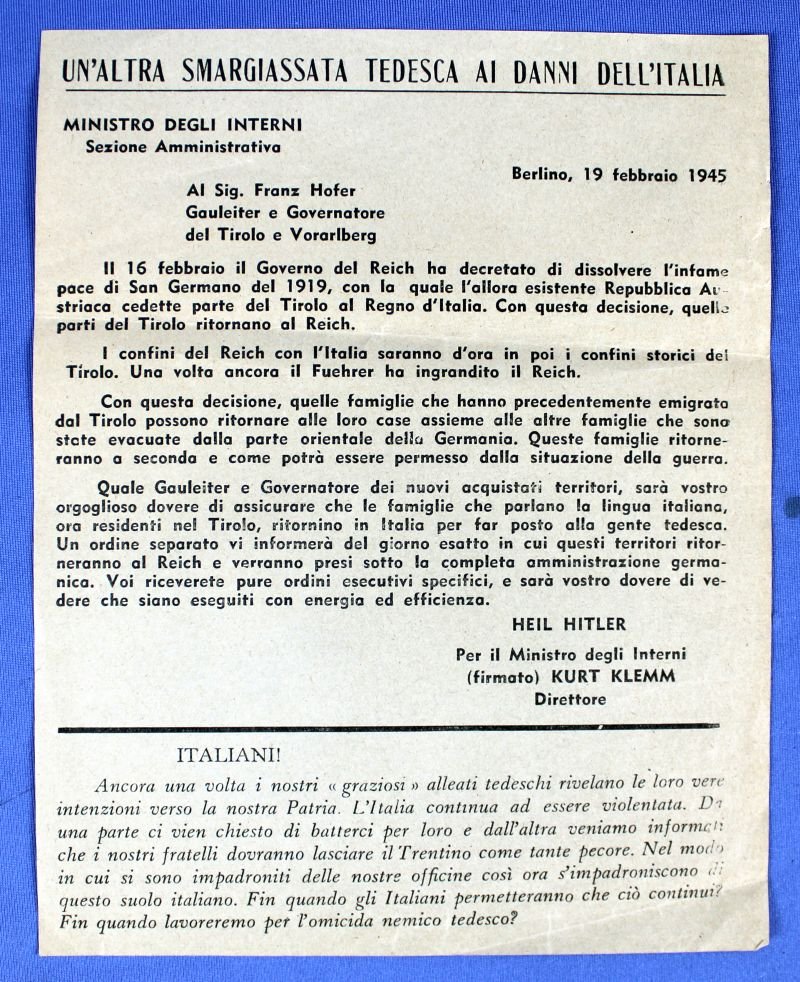 UN'ALTRA SMARGIASSATA TEDESCA AI DANNI DELL'ITALIA
MINISTRO DEGLI INTERNI
Sezione Amministrativa
Berlino, 19 febbraio 1945
Al Sig. Franz Hofer
Gauleiter e Governatore
del Tirolo e Vorarlberg
Il 16 febbraio il Governo del Reich ha decretato di dissolvere l'infame
pace di San Germano del 1919, con la quale l'allora esistente Repubblica Au-
striaca cedette parte del Tirolo al Regno d'Italia. Con questa decisione, quelle
parti del Tirolo ritornano al Reich.
I confini del Reich con l'Italia saranno d'ora in poi i confini storici del
Tirolo. Una volta ancora il Fuehrer ha ingrandito il Reich.
Con questa decisione, quelle famiglie che hanno precedentemente emigrato
dal Tirolo possono ritornare alle loro case assieme alle altre famiglie che sono
state evacuate dalla parte orientale della Germania. Queste famiglie ritorne-
ranno a seconda e come potrà essere permesso dalla situazione della guerra.
Quale Gauleiter e Governatore dei nuovi acquistati territori, sarà vostro
orgoglioso dovere di assicurare che le famiglie che parlano la lingua italiana,
ora residenti nel Tirolo, ritornino in Italia per far posto alla gente tedesca.
Un ordine separato vi informerà del giorno esatto in cui questi territori ritor-
neranno al Reich e verranno presi sotto la completa amministrazione germa-
nica. Voi riceverete pure ordini esecutivi specifici, e sarà vostro dovere di ve-
dere che siano eseguiti con energia ed efficienza.
HEIL HITLER
Per il Ministro degli Interni
(firmato) KURT KLEMM
Direttore
ITALIANI!
Ancora una volta i nostri « graziosi » alleati tedeschi rivelano le loro vere
intenzioni verso la nostra Patria. L'Italia continua ad essere violentata. Da
una parte ci vien chiesto di batterci per loro e dall'altra veniamo informati
che i nostri fratelli dovranno lasciare il Trentino come tante pecore. Nel modo
in cui si sono impadroniti delle nostre officine così ora s'impadroniscono di
questo suolo italiano. Fin quando gli Italiani permetteranno che ciò continui?
Fin quando lavoreremo per l'omicida nemico tedesco?